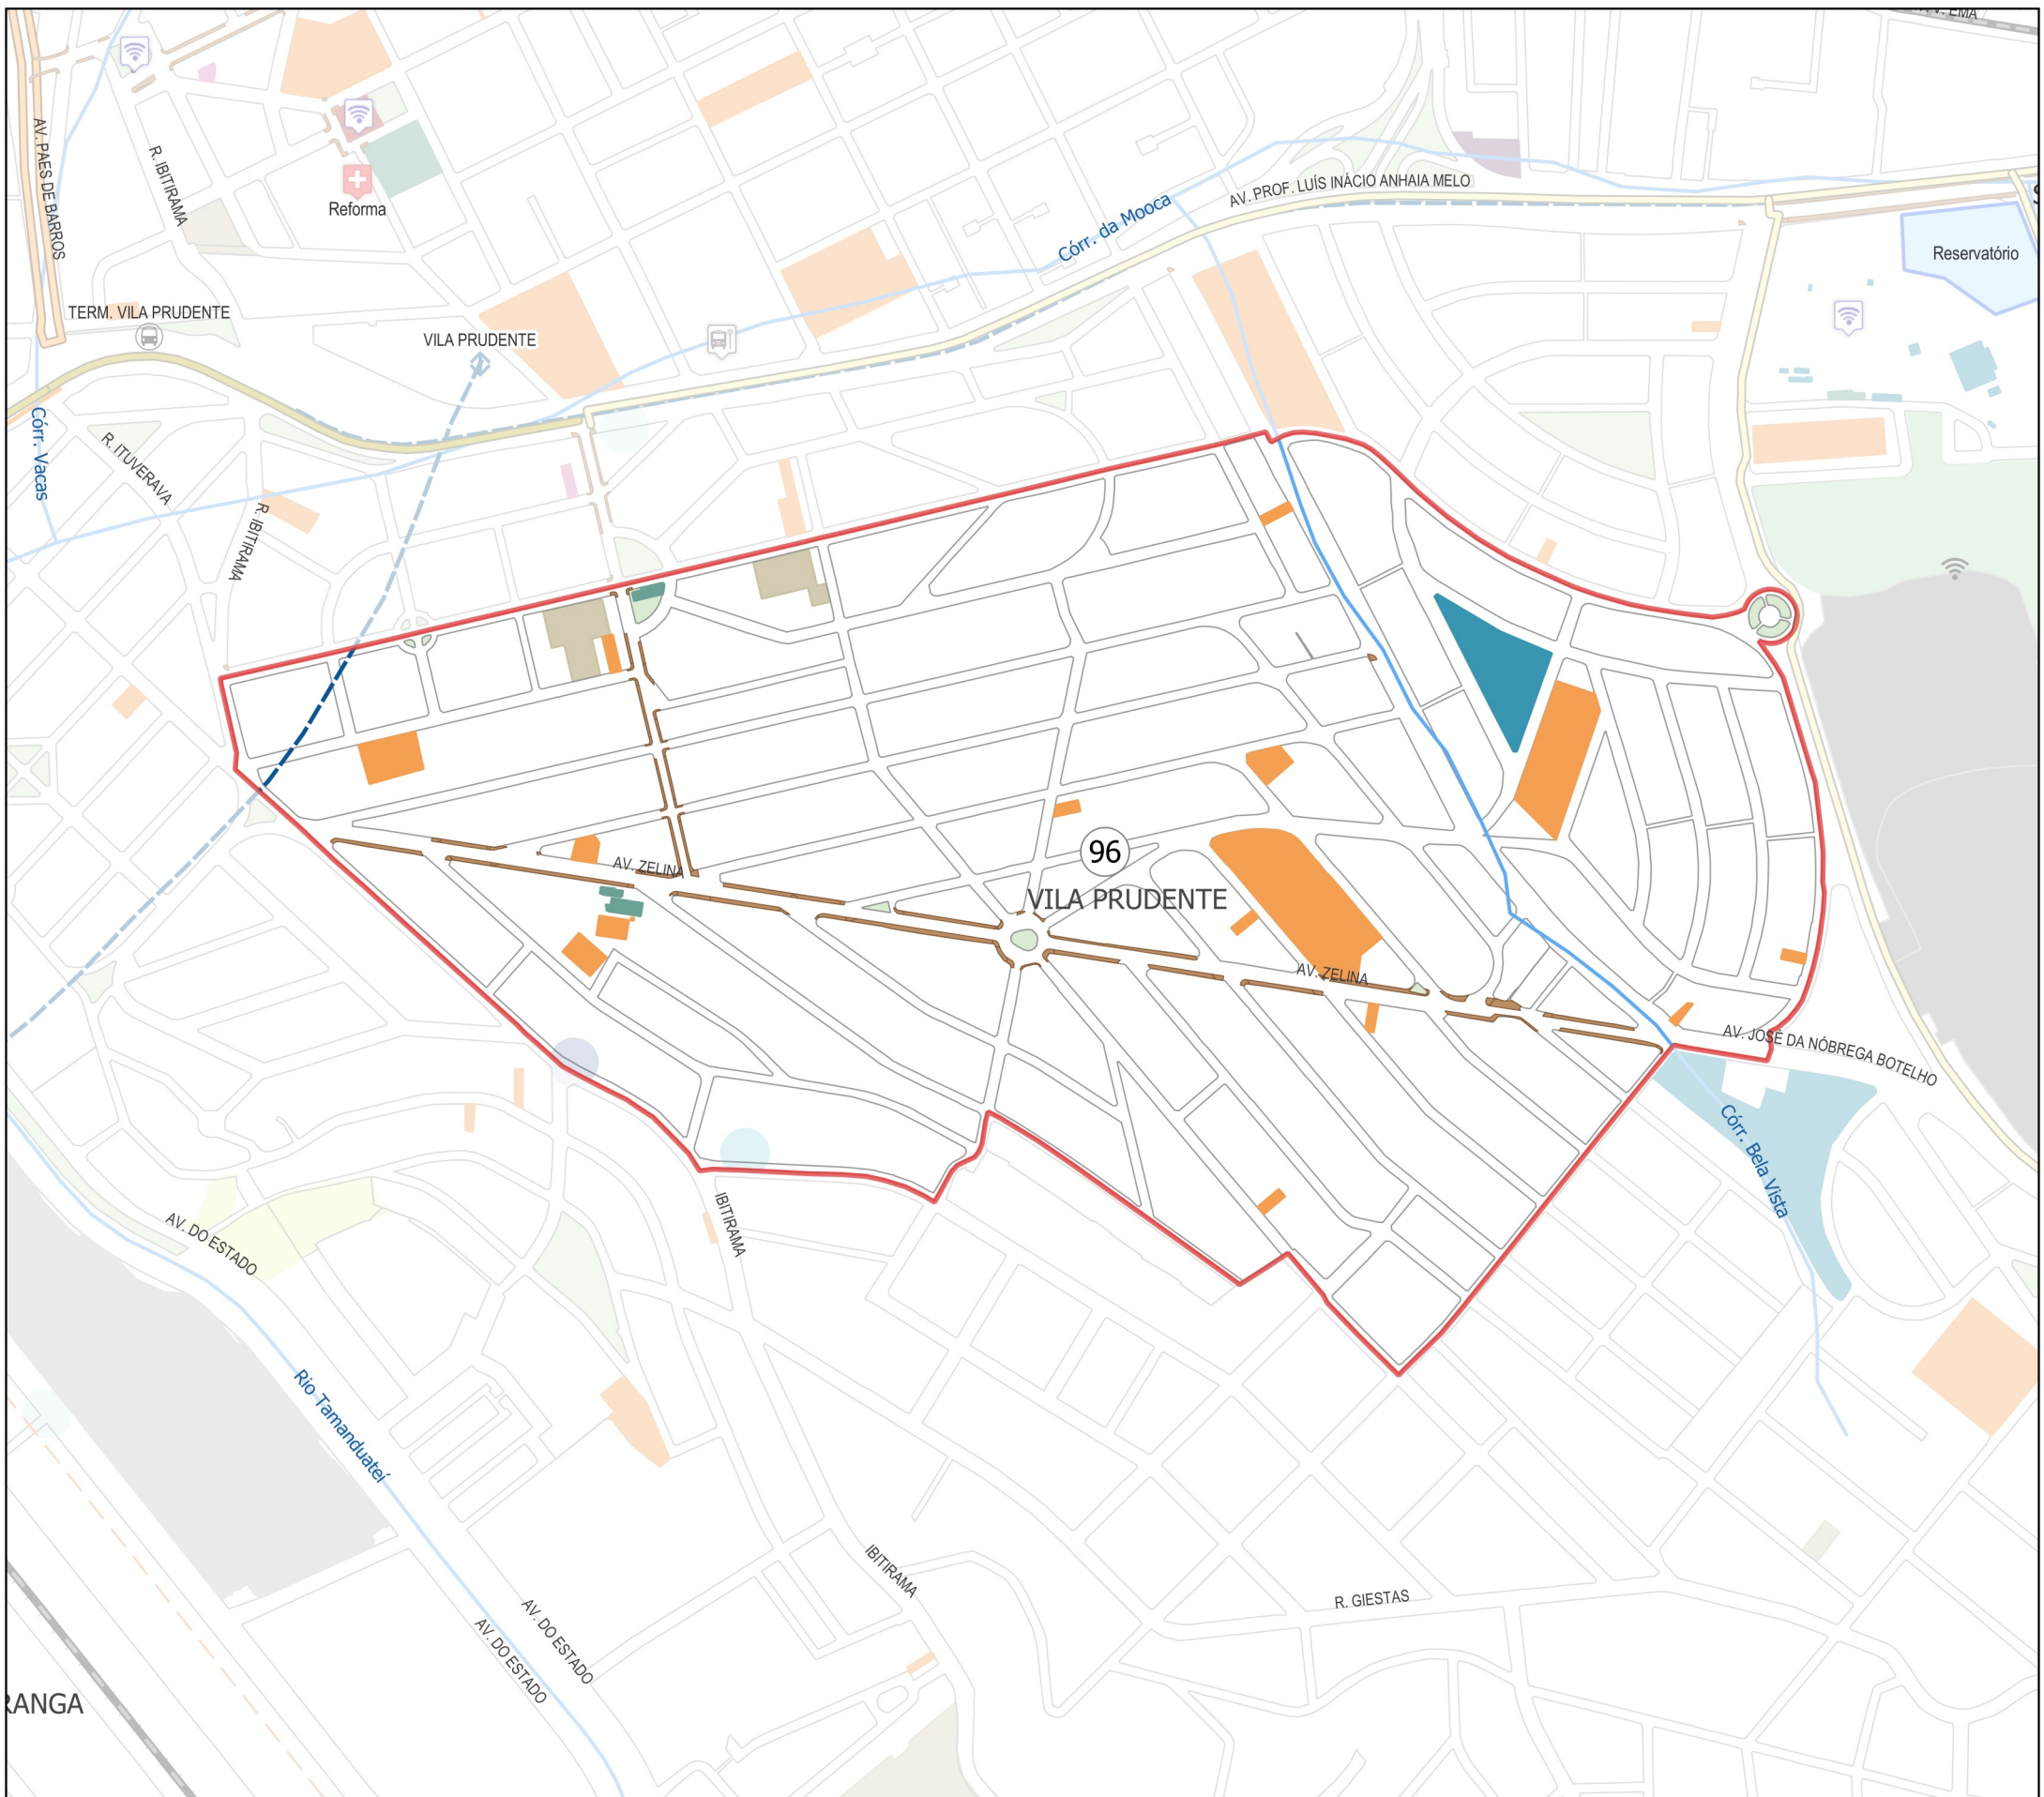 AV. EMA
AV. PAES DE BARROS
R. IBITIRAMA
Reforma
AV. PROF. LUÍS INÁCIO ANHAIA MELO
Córr. da Mooca
Reservatório
TERM. VILA PRUDENTE
VILA PRUDENTE
Córr. Vacas
R. ITUVERAVA
R. IBITIRAMA
96
VILA PRUDENTE
AV. ZELINA
AV. ZELINA
AV. JOSÉ DA NÓBREGA BOTELHO
Córr. Bela Vista
IBITIRAMA
AV. DO ESTADO
Rio Tamanduateí
IBITIRAMA
R. GIESTAS
AV. DO ESTADO
AV. DO ESTADO
RANGA